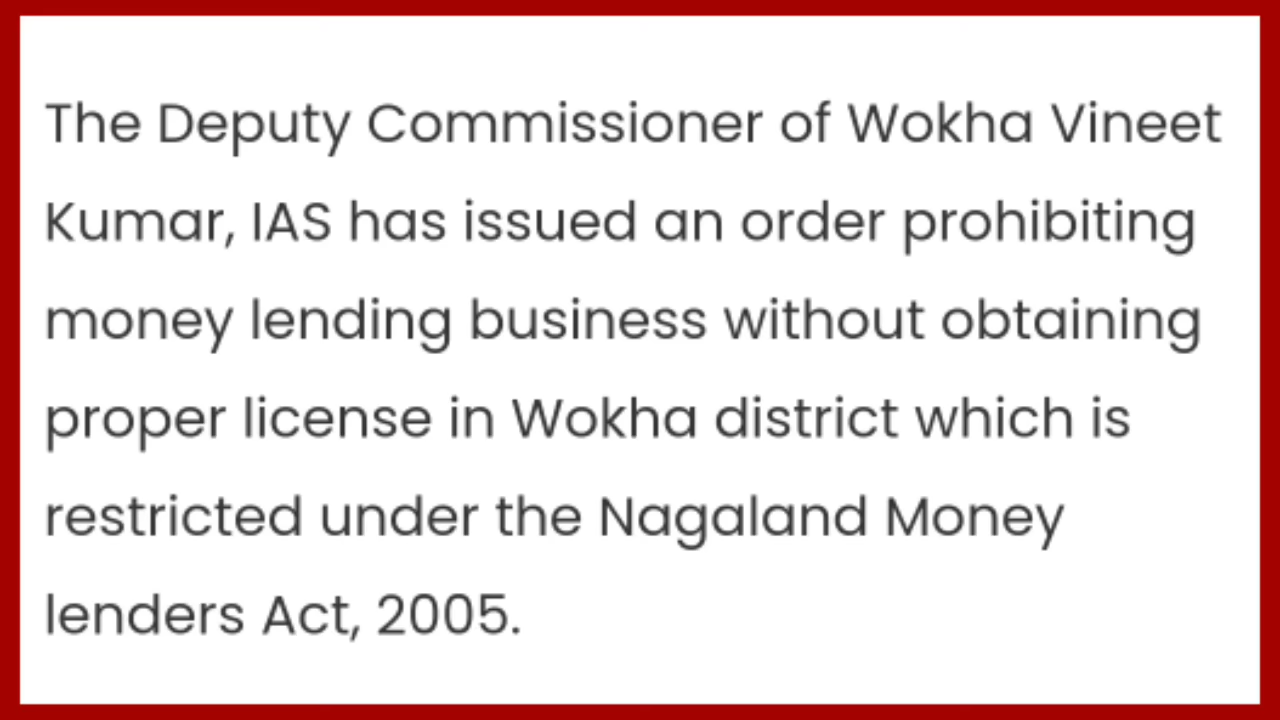 The Deputy Commissioner of Wokha Vineet
Kumar, IAS has issued an order prohibiting
money lending business without obtaining
proper license in Wokha district which is
restricted under the Nagaland Money
lenders Act, 2005.